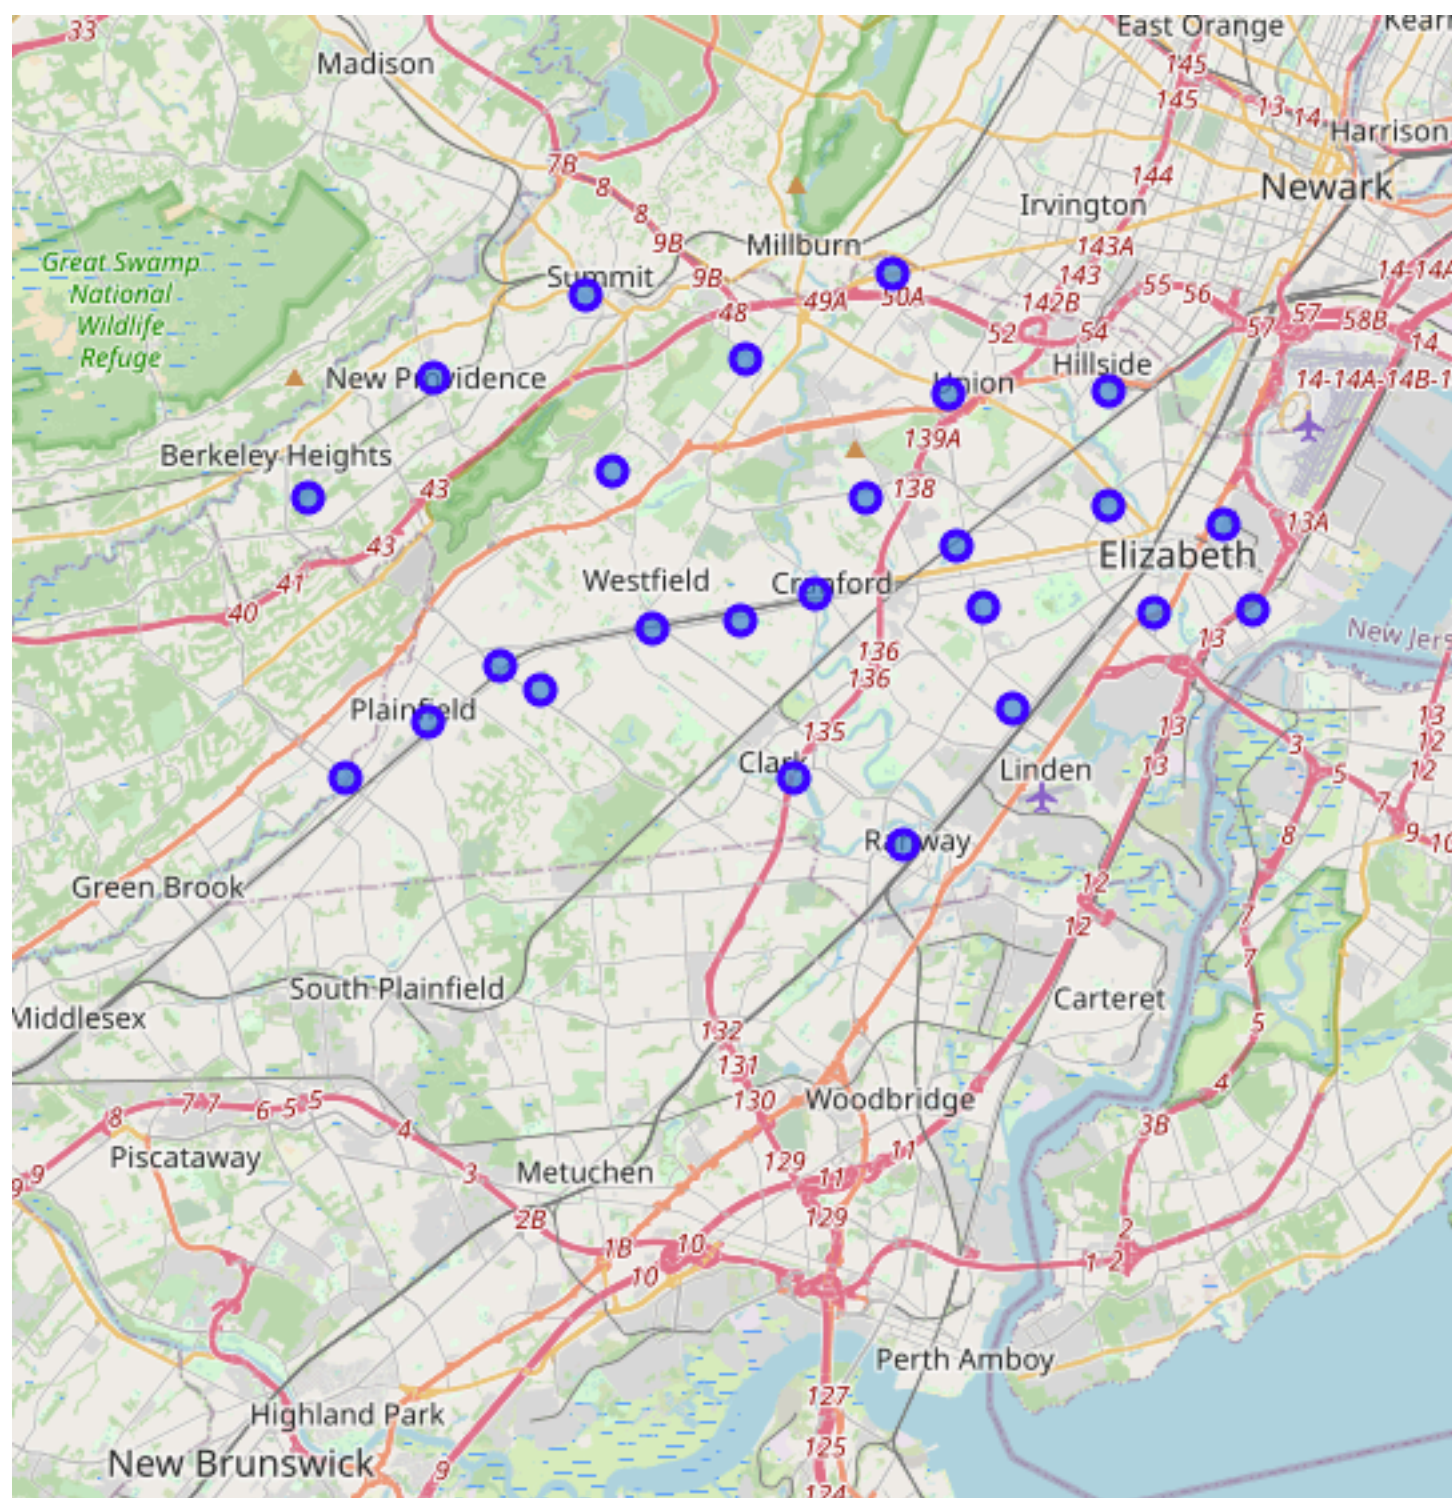 33
Madison
East Orange
145
145
13
14
Harrison
7B
8
8
144
Newark
Irvington
9B
Millburn
143A
Great Swamp
National
Wildlife
Refuge
Summit
9B
143
55
56
14-14A
48
49A
50A
142B
52
54
57
57
58B
14
New Providence
Union
Hillside
14-14A-14B-1
Berkeley Heights
139A
43
138
13A
43
41
40
Westfield
Cranford
Elizabeth
136
136
13
New Jers
Plainfield
135
13
13
13
12
12
3
5
7
9
10
Clark
Linden
8
Rahway
Green Brook
12
12
7
7
South Plainfield
Carteret
Middlesex
132
131
130
5
4
3B
8
7
7
6
5
5
4
Woodbridge
Piscataway
3
Metuchen
129
11
11
9
9
2B
129
1B
10
10
2
1
2
Perth Amboy
127
125
124
Highland Park
New Brunswick
9